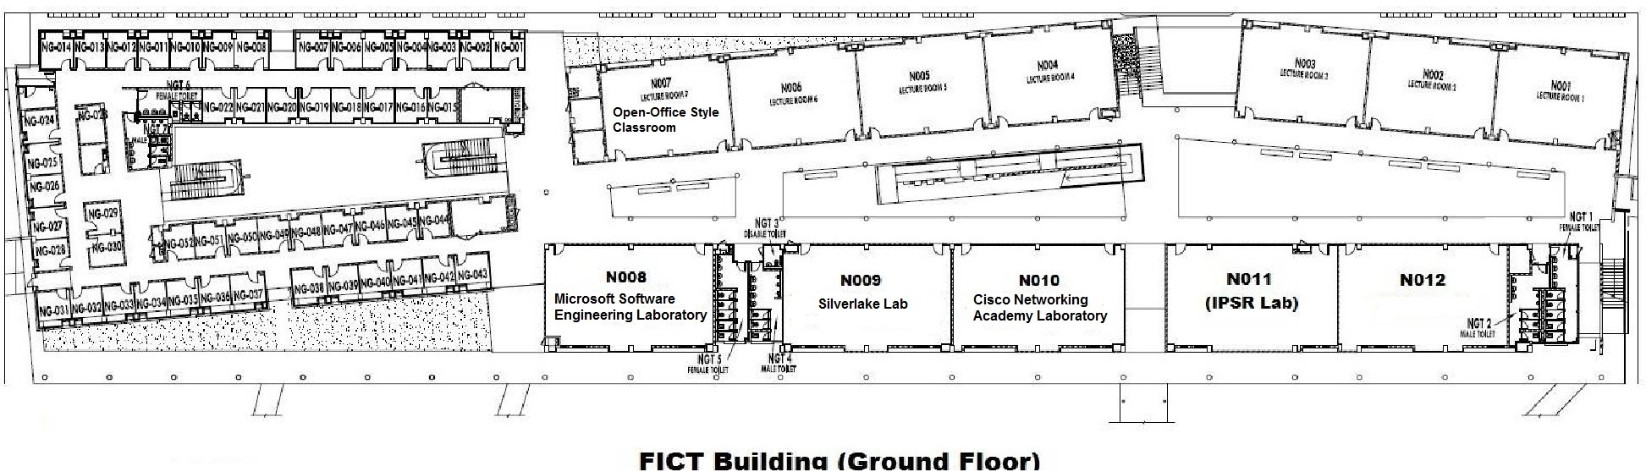 NG-014 NG-013 NG-012 NG-011 NG-010 NG-009 NG-008 NG-007 NG-006 NG-005 NG-004 NG-003 NG-002 NG-001
NGT 6
FEMALE TOILET
NG-022 NG-021 NG-020 NG-019 NG-018 NG-017 NG-016 NG-015
NG-024
NG-023
NGT 7
MALE
NG-025
NG-026
NG-027
NG-028
NG-029
NG-030
NG-052 NG-051 NG-050 NG-049 NG-048 NG-047 NG-046 NG-045 NG-044
NG-031 NG-032 NG-033 NG-034 NG-035 NG-036 NG-037 NG-038 NG-039 NG-040 NG-041 NG-042 NG-043
N007
LECTURE ROOM 7
Open-Office Style
Classroom
N006
LECTURE ROOM 6
N005
LECTURE ROOM 5
N004
LECTURE ROOM 4
N003
LECTURE ROOM 3
N002
LECTURE ROOM 2
N001
LECTURE ROOM 1
NGT 3
DISABLE TOILET
NGT 1
FEMALE TOILET
N008
Microsoft Software
Engineering Laboratory
N009
Silverlake Lab
N010
Cisco Networking
Academy Laboratory
N011
(IPSR Lab)
N012
NGT 2
MALE TOILET
NGT 5
FEMALE TOILET
NGT 4
MALE TOILET
FICT Building (Ground Floor)